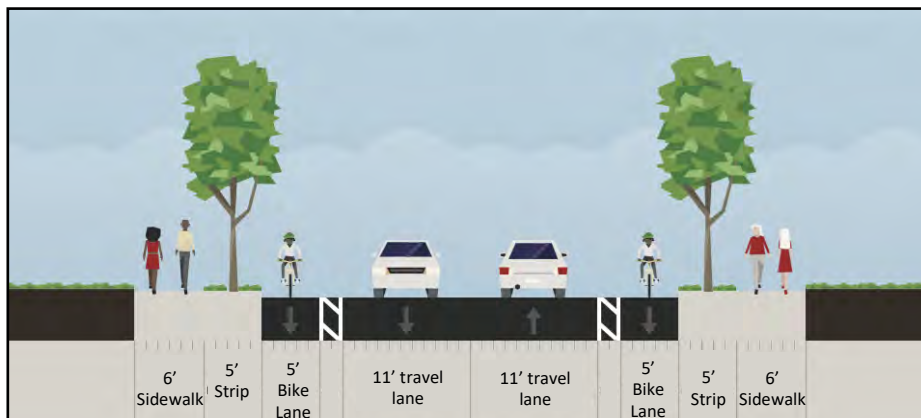 6’
Sidewalk
5’
Strip
5’
Bike
Lane
11’ travel
lane
11’ travel
lane
5’
Bike
Lane
5’
Strip
6’
Sidewalk